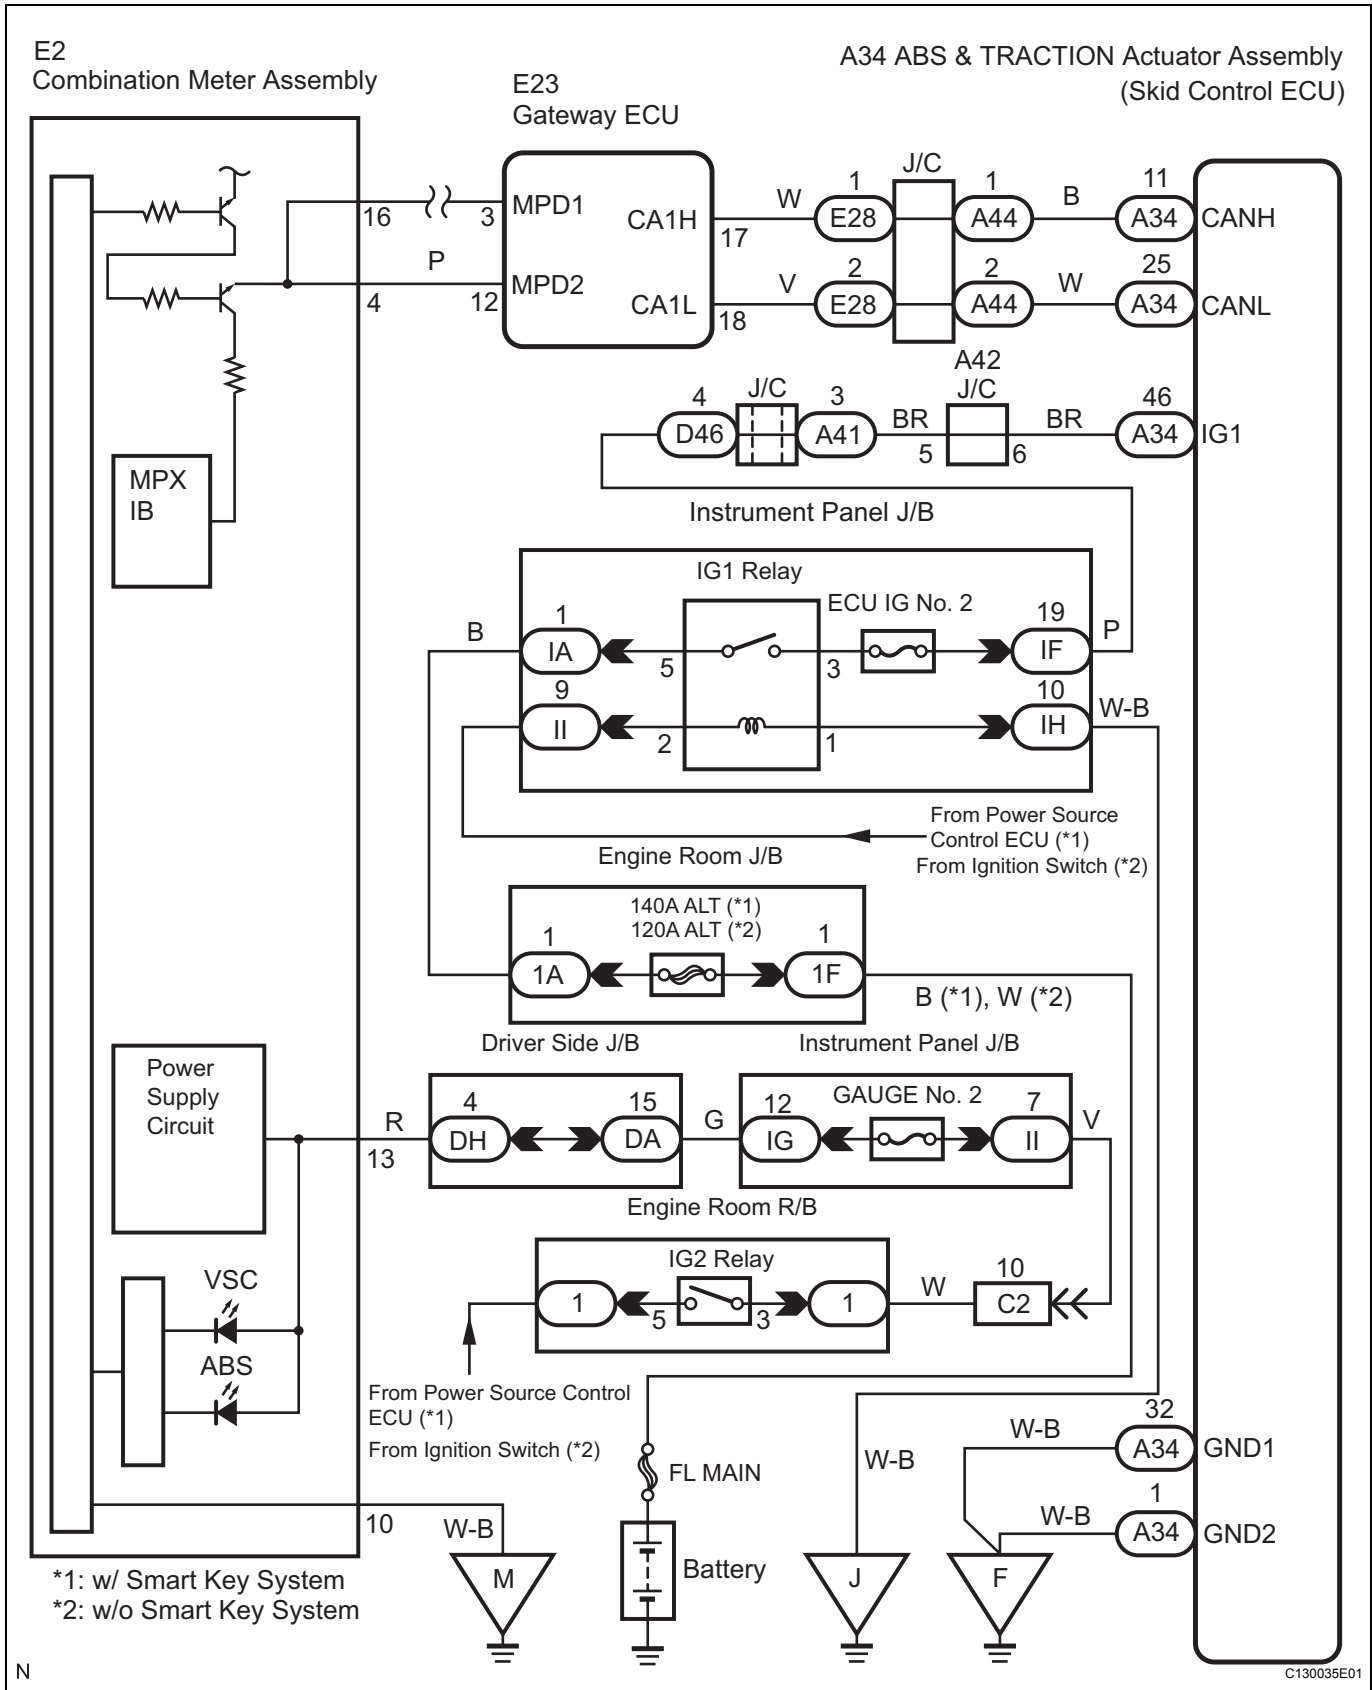 E2
Combination Meter Assembly
E23
Gateway ECU
A34 ABS & TRACTION Actuator Assembly
(Skid Control ECU)
J/C
16
3
MPD1
CA1H
17
W
1
E28
1
A44
B
11
A34
CANH
P
4
12
MPD2
CA1L
18
V
2
E28
2
A44
W
25
A34
CANL
A42
J/C
J/C
4
D46
3
A41
BR
5
6
BR
46
A34
IG1
MPX
IB
Instrument Panel J/B
IG1 Relay
ECU IG No. 2
B
1
IA
5
3
19
IF
P
9
II
2
1
10
IH
W-B
From Power Source
Control ECU (*1)
From Ignition Switch (*2)
Engine Room J/B
140A ALT (*1)
120A ALT (*2)
1
1A
1
1F
B (*1), W (*2)
Driver Side J/B
Instrument Panel J/B
Power
Supply
Circuit
R
13
4
DH
15
DA
G
12
IG
GAUGE No. 2
7
II
V
Engine Room R/B
IG2 Relay
1
5
3
1
W
10
C2
VSC
ABS
From Power Source Control
ECU (*1)
From Ignition Switch (*2)
FL MAIN
W-B
W-B
32
A34
GND1
W-B
1
A34
GND2
10
W-B
M
Battery
J
F
*1: w/ Smart Key System
*2: w/o Smart Key System
N
C130035E01